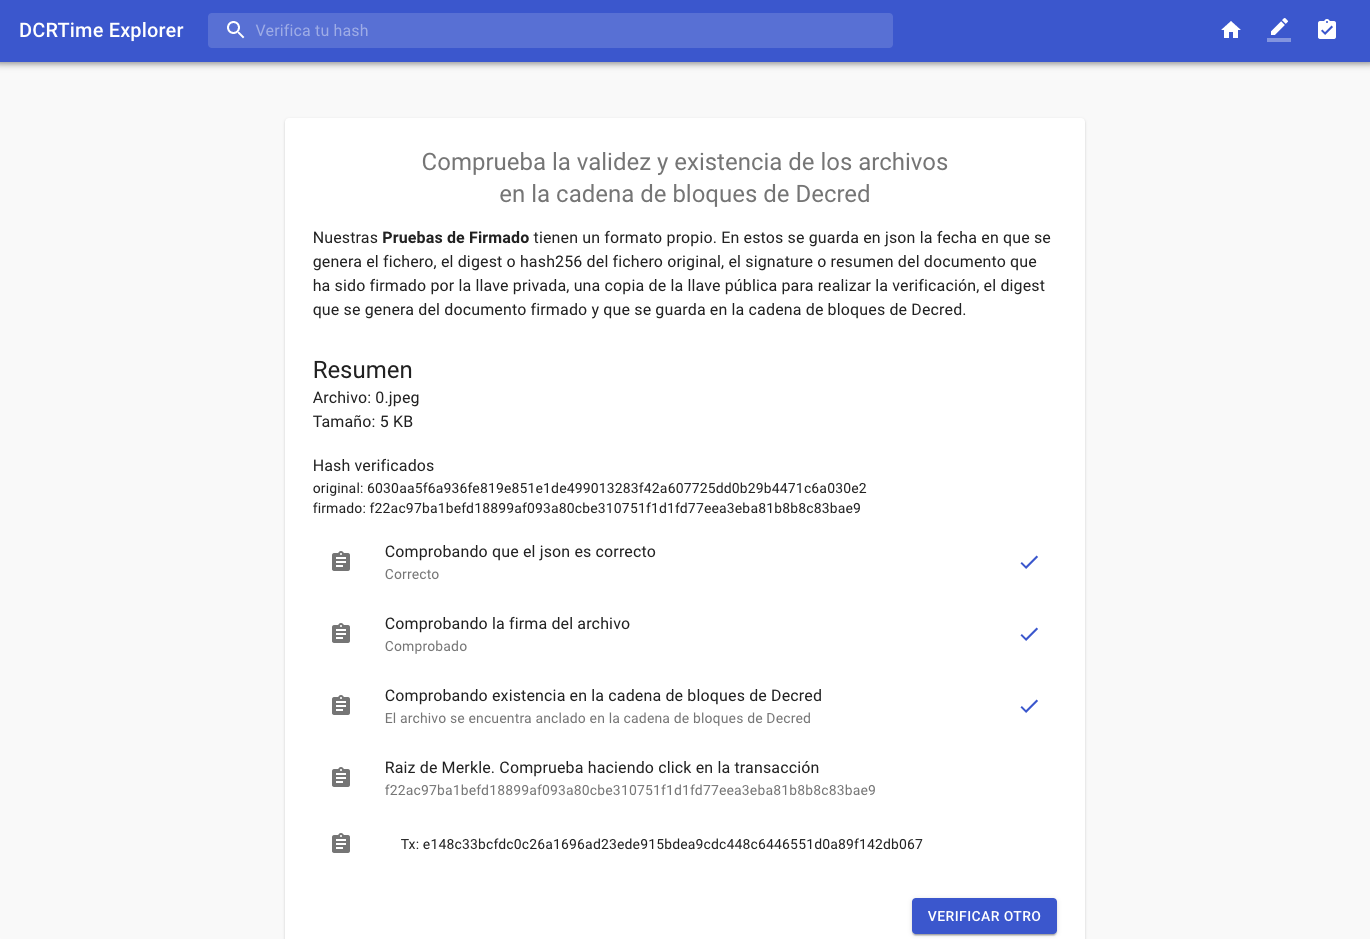 DCRTime Explorer
Verifica tu hash
Comprueba la validez y existencia de los archivos
en la cadena de bloques de Decred
Nuestras Pruebas de Firmado tienen un formato propio. En estos se guarda en json la fecha en que se
genera el fichero, el digest o hash256 del fichero original, el signature o resumen del documento que
ha sido firmado por la llave privada, una copia de la llave pública para realizar la verificación, el digest
que se genera del documento firmado y que se guarda en la cadena de bloques de Decred.
Resumen
Archivo: 0.jpeg
Tamaño: 5 KB
Hash verificados
original: 6030aa5f6a936fe819e851e1de499013283f42a607725dd0b29b4471c6a030e2
firmado: f22ac97ba1befd18899af093a80cbe310751f1d1fd77eea3eba81b8b8c83bae9
Comprobando que el json es correcto
Correcto
Comprobando la firma del archivo
Comprobado
Comprobando existencia en la cadena de bloques de Decred
El archivo se encuentra anclado en la cadena de bloques de Decred
Raiz de Merkle. Comprueba haciendo click en la transacción
f22ac97ba1befd18899af093a80cbe310751f1d1fd77eea3eba81b8b8c83bae9
Tx: e148c33bcfdc0c26a1696ad23ede915bdea9cdc448c6446551d0a89f142db067
VERIFICAR OTRO